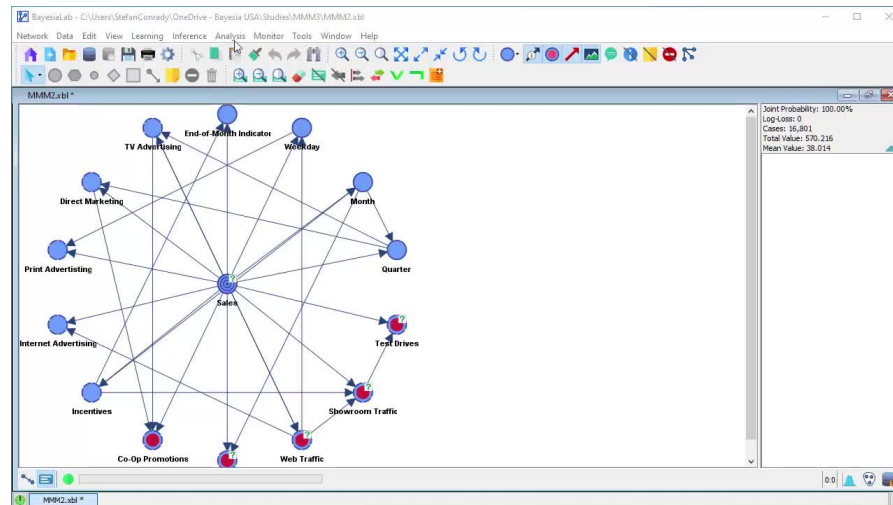 BayesiaLab - C:\Users\StefanConrady\OneDrive - Bayesia USA\Studies\MMM3\MMM2.xbl
Network Data Edit View Learning Inference Analysis Monitor Tools Window Help
MMM2.xbl *
Joint Probability: 100.00%
Log-Loss: 0
Cases: 16,801
Total Value: 570.216
Mean Value: 38.014
End-of-Month Indicator
TV Advertising
Weekday
Direct Marketing
Month
Print Advertisting
Quarter
Sales
?
Internet Advertising
Test Drives
?
Incentives
Showroom Traffic
?
Co-Op Promotions
?
Web Traffic
?
0:0
MMM2.xbl *